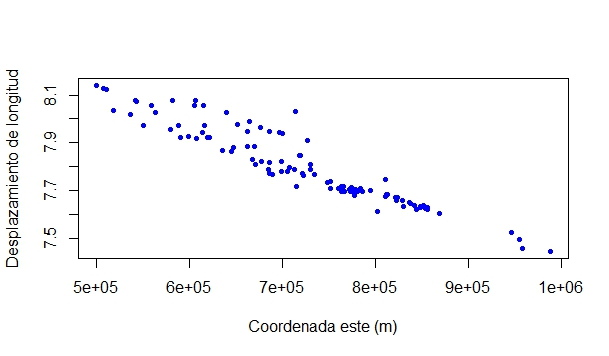 Desplazamiento de longitud
8.1
7.9
7.7
7.5
5e+05 6e+05 7e+05 8e+05 9e+05 1e+06
Coordenada este (m)